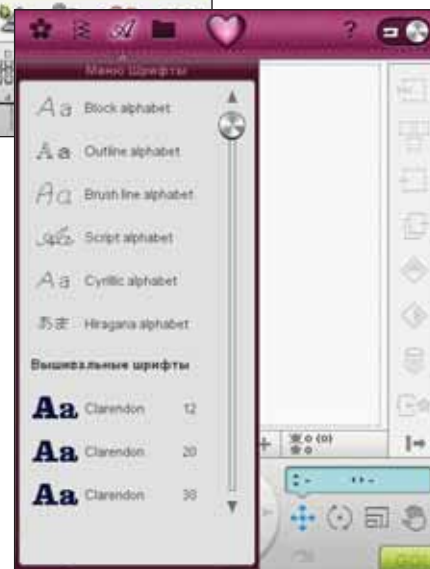 ?
Меню Шрифты
Aa Block alphabet
Aa Outline alphabet
Aa Brush line alphabet
Script alphabet
Aa Cyrillic alphabet
あま Hiragana alphabet
Вышивальные шрифты
Aa Clarendon 12
Aa Clarendon 20
Aa Clarendon 30
GO!